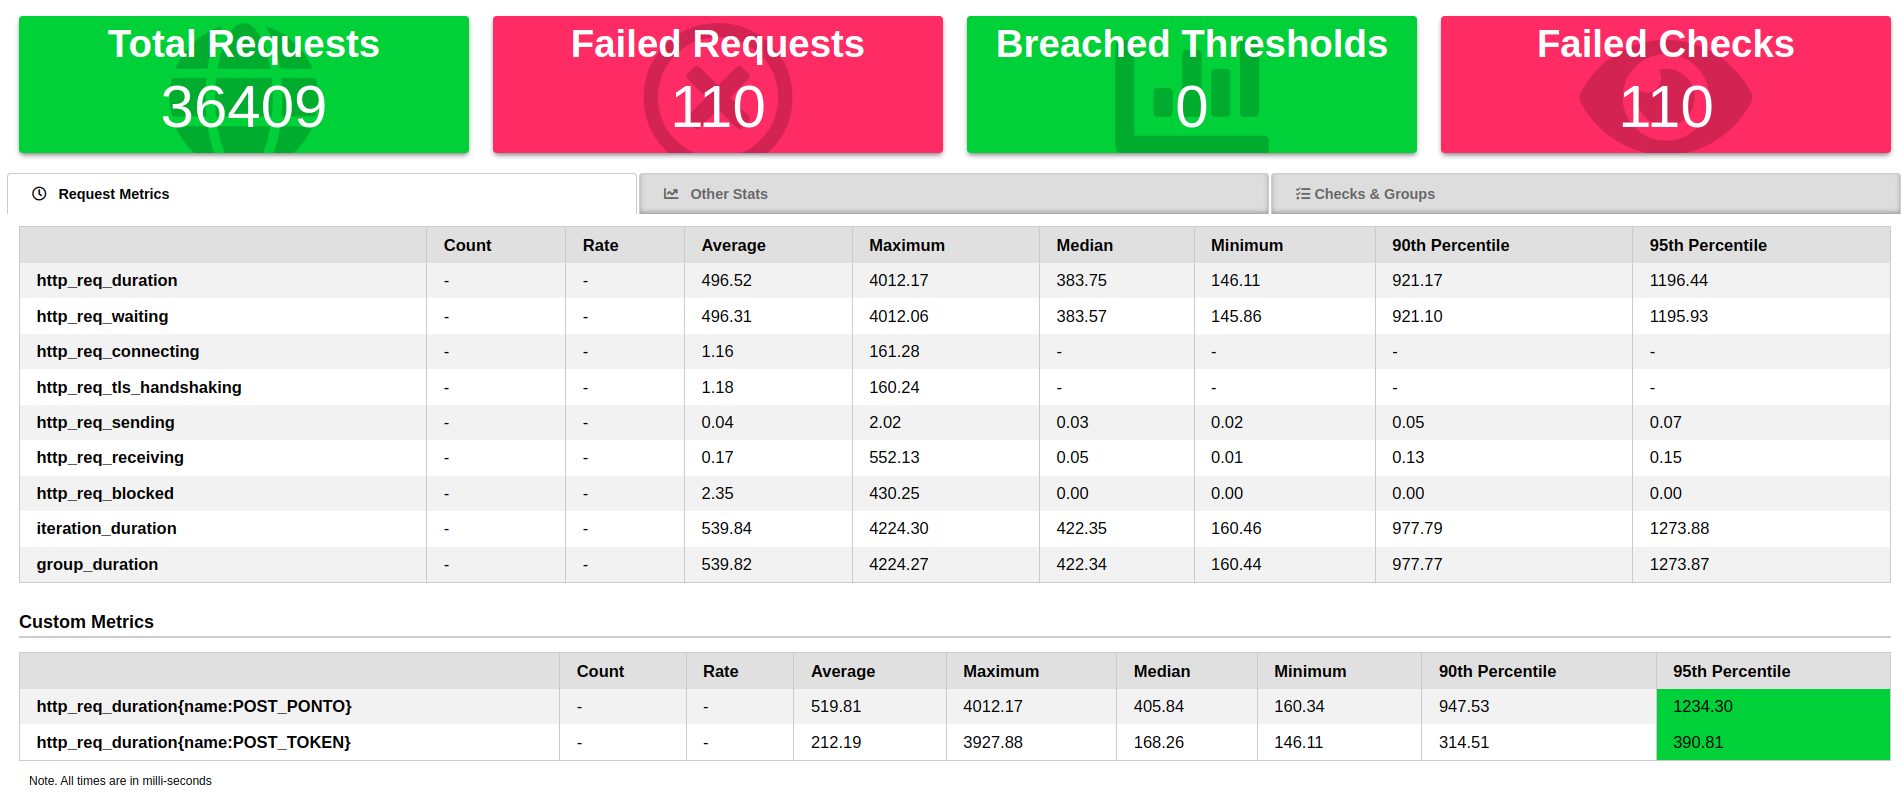 Total Requests Failed Requests Breached Thresholds Failed Checks
36409 110 0 110
Request Metrics Other Stats Checks & Groups
Count Rate Average Maximum Median Minimum 90th Percentile 95th Percentile
http_req_duration - - 496.52 4012.17 383.75 146.11 921.17 1196.44
http_req_waiting - - 496.31 4012.06 383.57 145.86 921.10 1195.93
http_req_connecting - - 1.16 161.28 - - - -
http_req_tls_handshaking - - 1.18 160.24 - - - -
http_req_sending - - 0.04 2.02 0.03 0.02 0.05 0.07
http_req_receiving - - 0.17 552.13 0.05 0.01 0.13 0.15
http_req_blocked - - 2.35 430.25 0.00 0.00 0.00 0.00
iteration_duration - - 539.84 4224.30 422.35 160.46 977.79 1273.88
group_duration - - 539.82 4224.27 422.34 160.44 977.77 1273.87
Custom Metrics
Count Rate Average Maximum Median Minimum 90th Percentile 95th Percentile
http_req_duration{name:POST_PONTO} - - 519.81 4012.17 405.84 160.34 947.53 1234.30
http_req_duration{name:POST_TOKEN} - - 212.19 3927.88 168.26 146.11 314.51 390.81
Note. All times are in milli-seconds